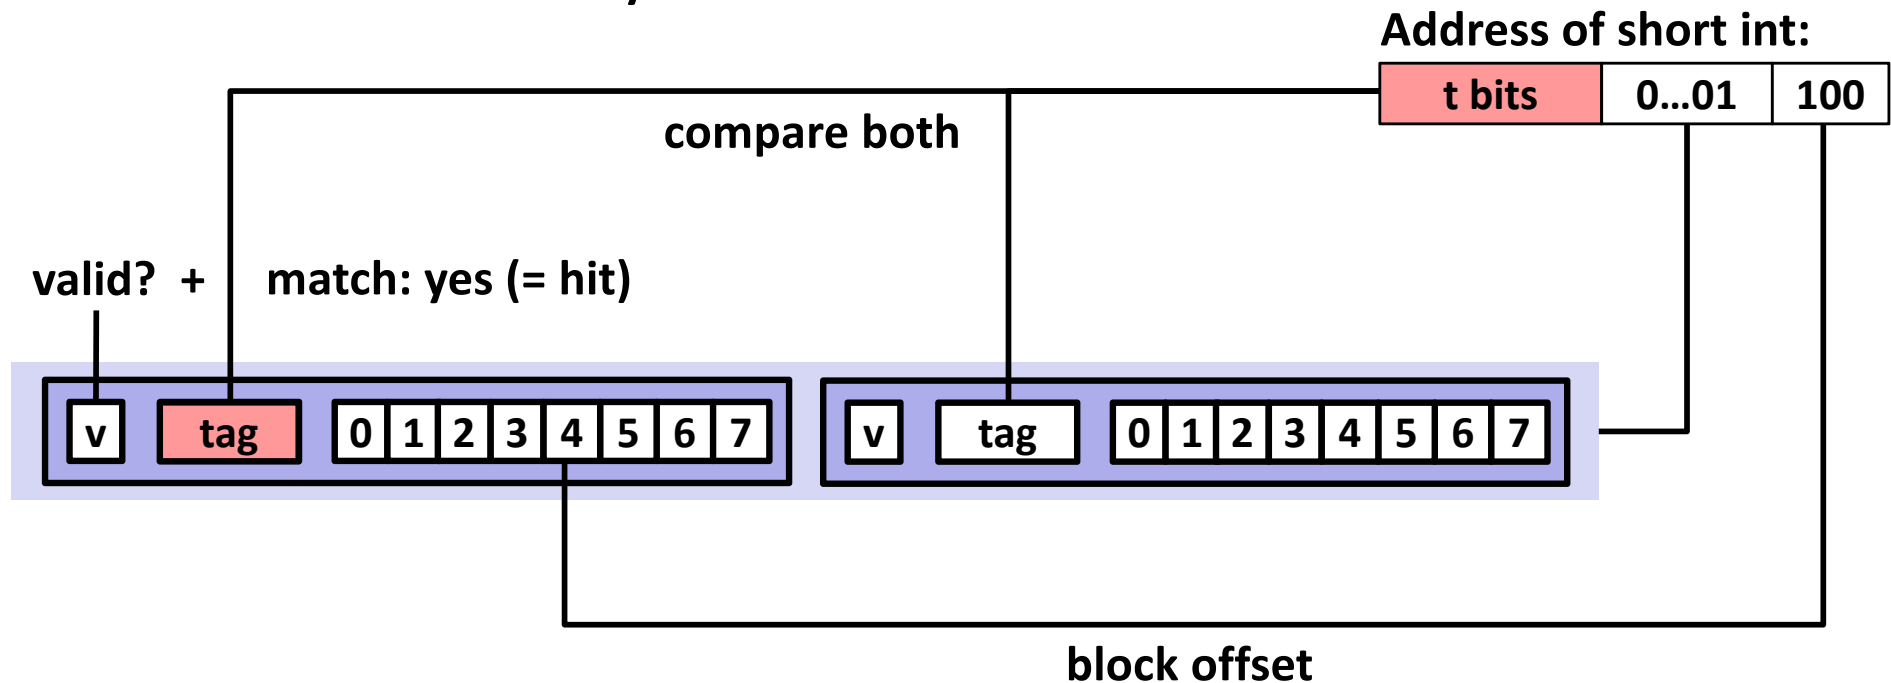 Address of short int:
t bits 0...01 100
compare both
valid? + match: yes (= hit)
v tag 0 1 2 3 4 5 6 7 v tag 0 1 2 3 4 5 6 7
block offset